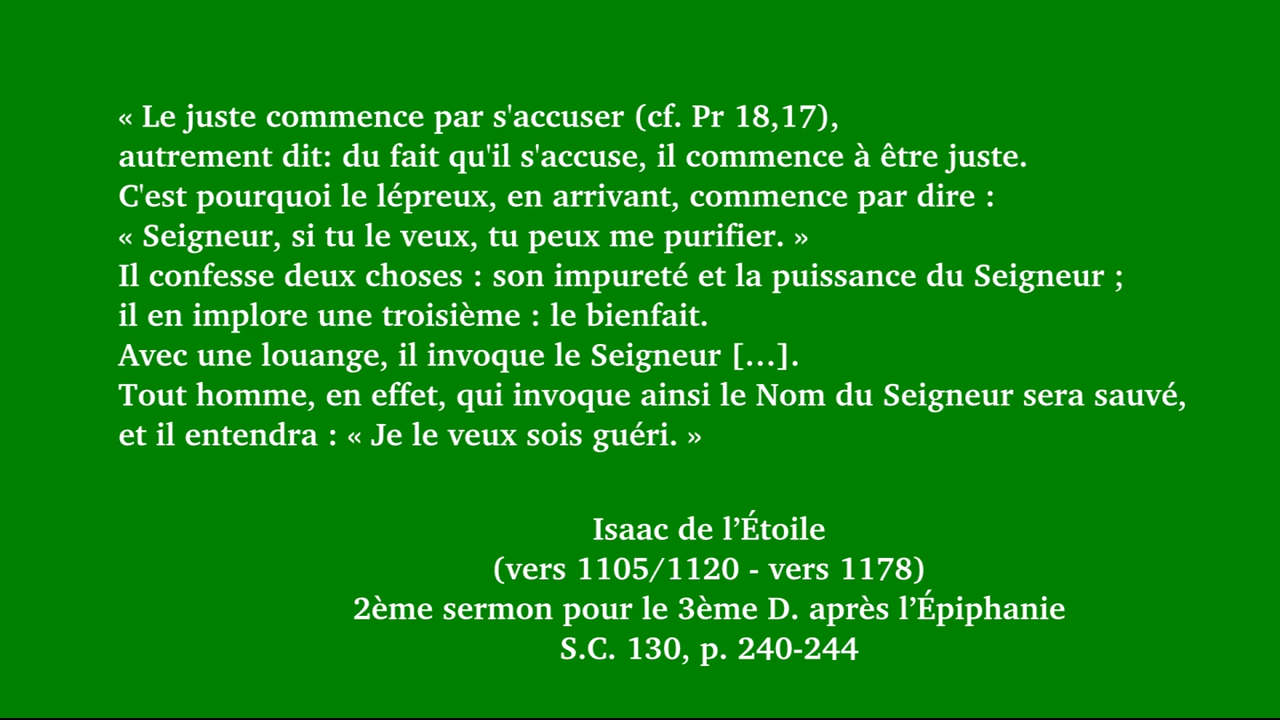 « Le juste commence par s'accuser (cf. Pr 18,17),
autrement dit: du fait qu'il s'accuse, il commence à être juste.
C'est pourquoi le lépreux, en arrivant, commence par dire :
« Seigneur, si tu le veux, tu peux me purifier. »
Il confesse deux choses : son impureté et la puissance du Seigneur ;
il en implore une troisième : le bienfait.
Avec une louange, il invoque le Seigneur […].
Tout homme, en effet, qui invoque ainsi le Nom du Seigneur sera sauvé,
et il entendra : « Je le veux sois guéri. »
Isaac de l’Étoile
(vers 1105/1120 - vers 1178)
2ème sermon pour le 3ème D. après l’Épiphanie
S.C. 130, p. 240-244